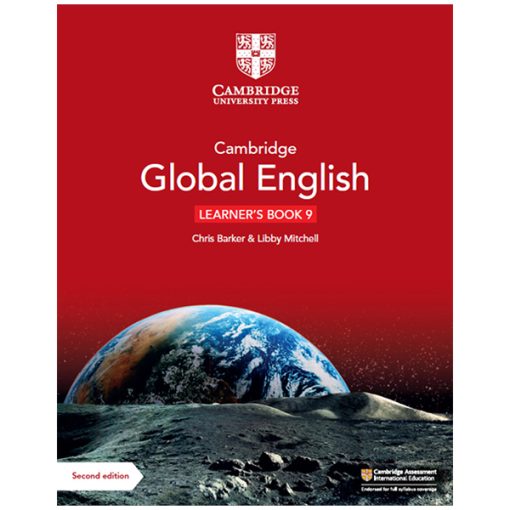 CAMBRIDGE
UNIVERSITY PRESS
Cambridge
Global English
LEARNER'S BOOK 9
Chris Barker & Libby Mitchell
Second edition
Cambridge Assessment
International Education
Endorsed for full syllabus coverage